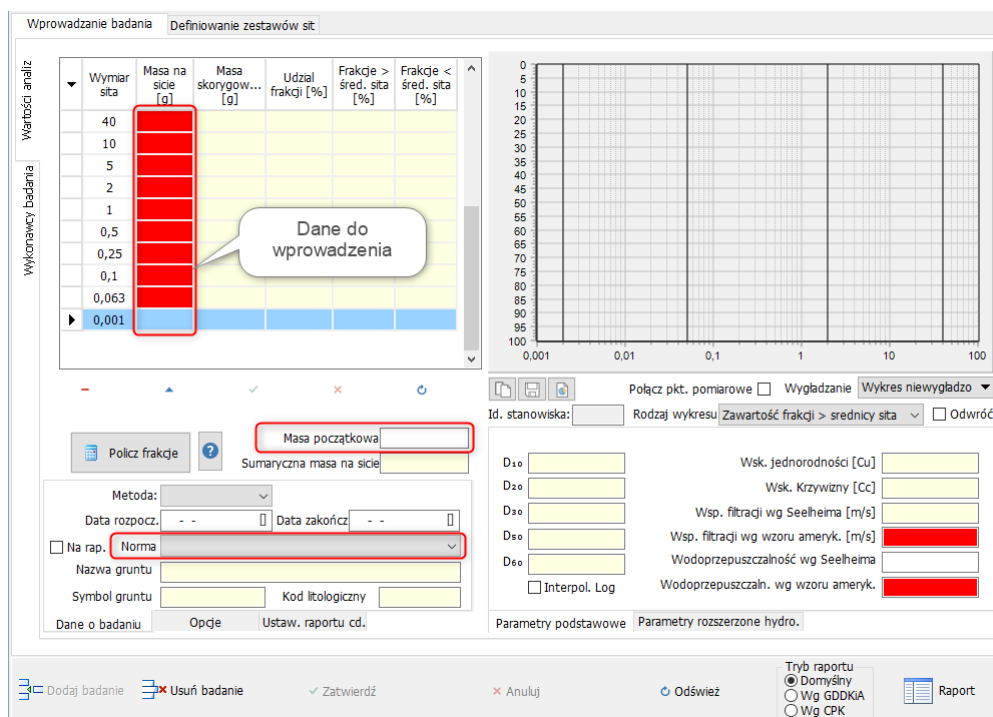 Wprowadzanie badania Definiowanie zestawów sit
Wartości analiz
Wykonawcy badania
Wymiar sita Masa na sicie [g] Masa skorygow... [g] Udzial frakcji [%] Frakcje > śred. sita [%] Frakcje < śred. sita [%]
40
10
5
2
1
0,5
0,25
0,1
0,063
0,001
Dane do
wprowadzenia
0
5
10
15
20
25
30
35
40
45
50
55
60
65
70
75
80
85
90
95
100
0,001 0,01 0,1 1 10 100
Połącz pkt. pomiarowe Wygładzanie Wykres niewygładzo
Id. stanowiska: Rodzaj wykresu Zawartość frakcji > srednicy sita Odwróć
Policz frakcje ? Masa początkowa
Sumaryczna masa na sicie
Metoda:
Data rozpocz. - - Data zakończ - -
Na rap. Norma
Nazwa gruntu
Symbol gruntu Kod litologiczny
Dane o badaniu Opcje Ustaw. raportu cd.
D₁₀ Wsk. jednorodności [Cu]
D₂₀ Wsk. Krzywizny [Cc]
D₃₀ Wsp. filtracji wg Seelheima [m/s]
D₅₀ Wsp. filtracji wg wzoru ameryk. [m/s]
D₆₀ Wodoprzepuszczalność wg Seelheima
Interpol. Log Wodoprzepuszczaln. wg wzoru ameryk.
Parametry podstawowe Parametry rozszerzone hydro.
Dodaj badanie Usuń badanie Zatwierdź Anuluj Odśwież
Tryb raportu
Domyślny
Wg GDDKiA
Wg CPK
Raport